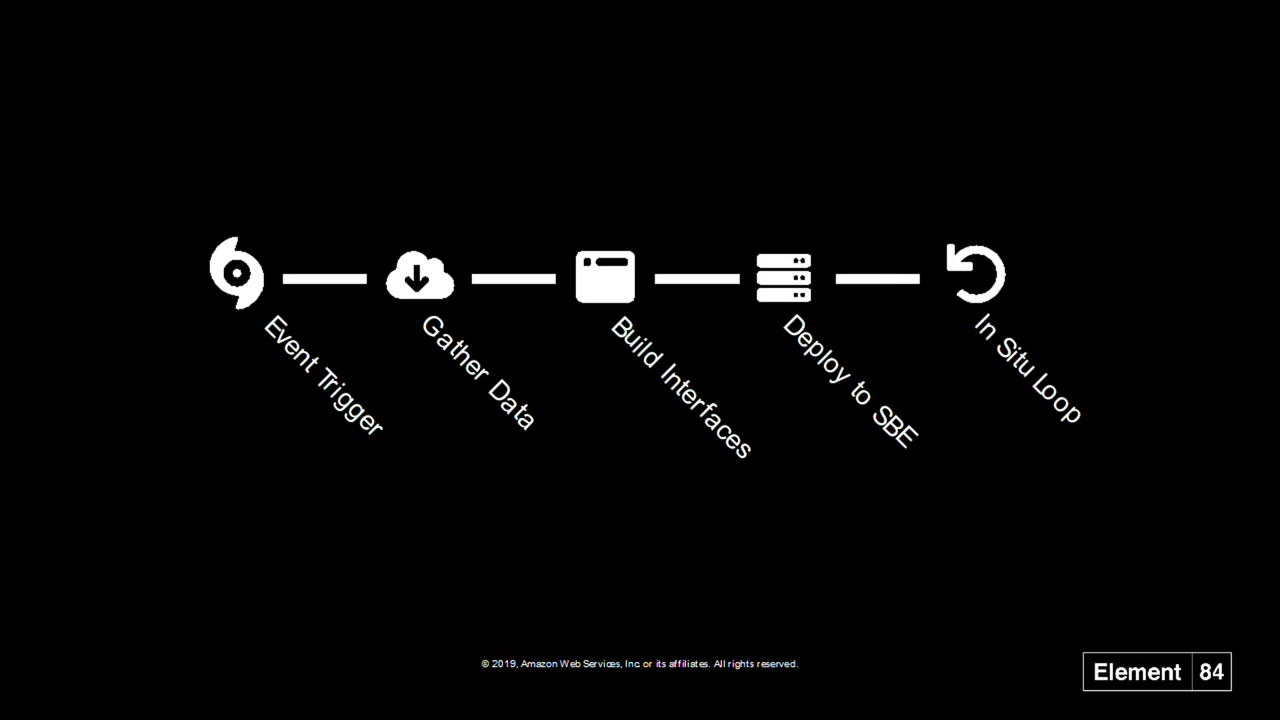 Event Trigger
Gather Data
Build Interfaces
Deploy to SBE
In Situ Loop
© 2019, Amazon Web Services, Inc. or its affiliates. All rights reserved.
Element 84